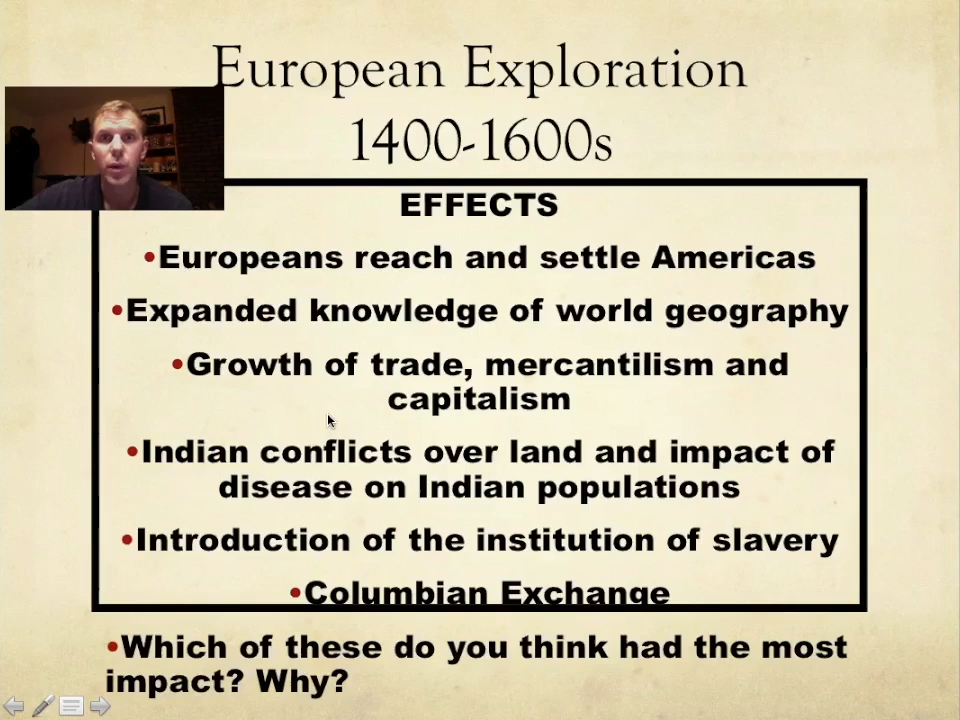 European Exploration
1400-1600s
EFFECTS
•Europeans reach and settle Americas
•Expanded knowledge of world geography
•Growth of trade, mercantilism and
capitalism
•Indian conflicts over land and impact of
disease on Indian populations
•Introduction of the institution of slavery
•Columbian Exchange
•Which of these do you think had the most
impact? Why?